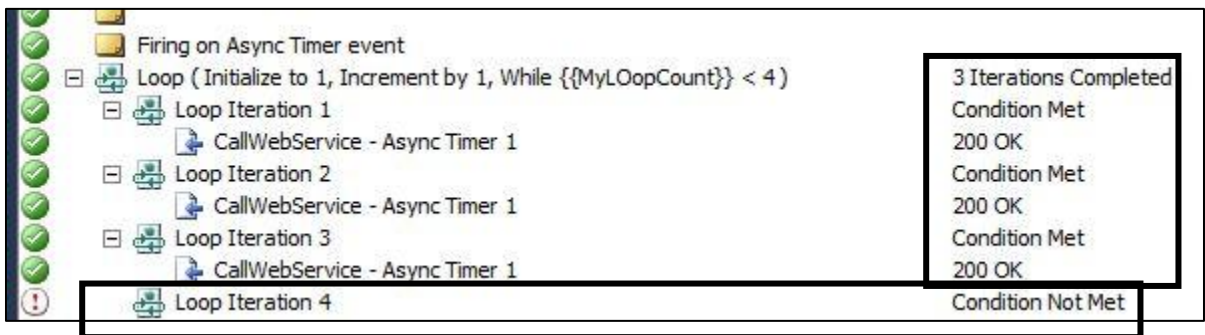 Firing on Async Timer event
Loop ( Initialize to 1, Increment by 1, While {{MyLOopCount}} < 4 ) 3 Iterations Completed
Loop Iteration 1 Condition Met
CallWebService - Async Timer 1 200 OK
Loop Iteration 2 Condition Met
CallWebService - Async Timer 1 200 OK
Loop Iteration 3 Condition Met
CallWebService - Async Timer 1 200 OK
Loop Iteration 4 Condition Not Met